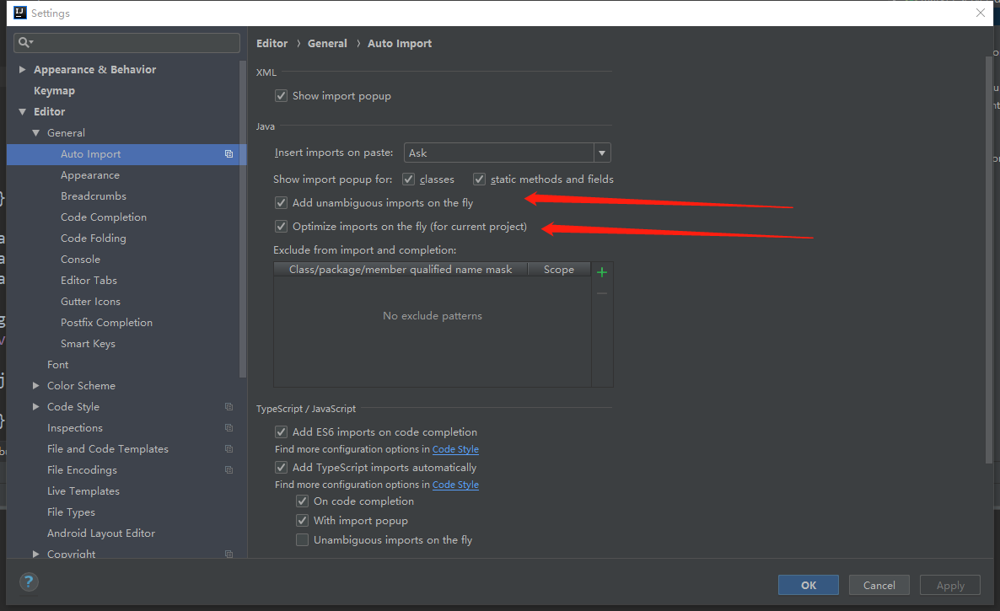 IJ
Settings
Appearance & Behavior
Keymap
Editor
General
Auto Import
Appearance
Breadcrumbs
Code Completion
Code Folding
Console
Editor Tabs
Gutter Icons
Postfix Completion
Smart Keys
Font
Color Scheme
Code Style
Inspections
File and Code Templates
File Encodings
Live Templates
File Types
Android Layout Editor
Copyright
Editor › General › Auto Import
XML
Show import popup
Java
Insert imports on paste: Ask
Show import popup for: classes static methods and fields
Add unambiguous imports on the fly
Optimize imports on the fly (for current project)
Exclude from import and completion:
Class/package/member qualified name mask Scope
No exclude patterns
TypeScript / JavaScript
Add ES6 imports on code completion
Find more configuration options in Code Style
Add TypeScript imports automatically
Find more configuration options in Code Style
On code completion
With import popup
Unambiguous imports on the fly
?
OK Cancel Apply